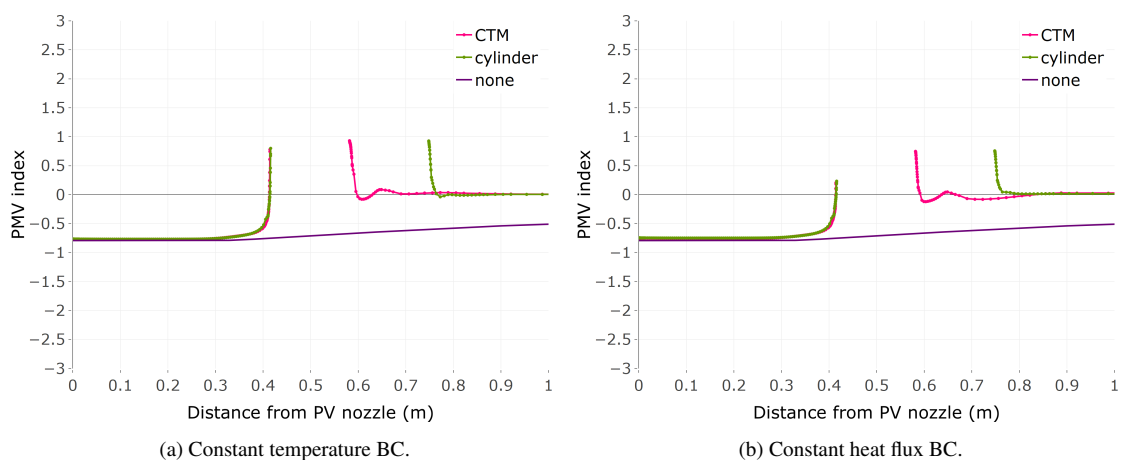 3
2.5
2
1.5
1
0.5
0
−0.5
−1
−1.5
−2
−2.5
−3
PMV index
CTM
cylinder
none
0 0.1 0.2 0.3 0.4 0.5 0.6 0.7 0.8 0.9 1
Distance from PV nozzle (m)
(a) Constant temperature BC.
3
2.5
2
1.5
1
0.5
0
−0.5
−1
−1.5
−2
−2.5
−3
PMV index
CTM
cylinder
none
0 0.1 0.2 0.3 0.4 0.5 0.6 0.7 0.8 0.9 1
Distance from PV nozzle (m)
(b) Constant heat flux BC.